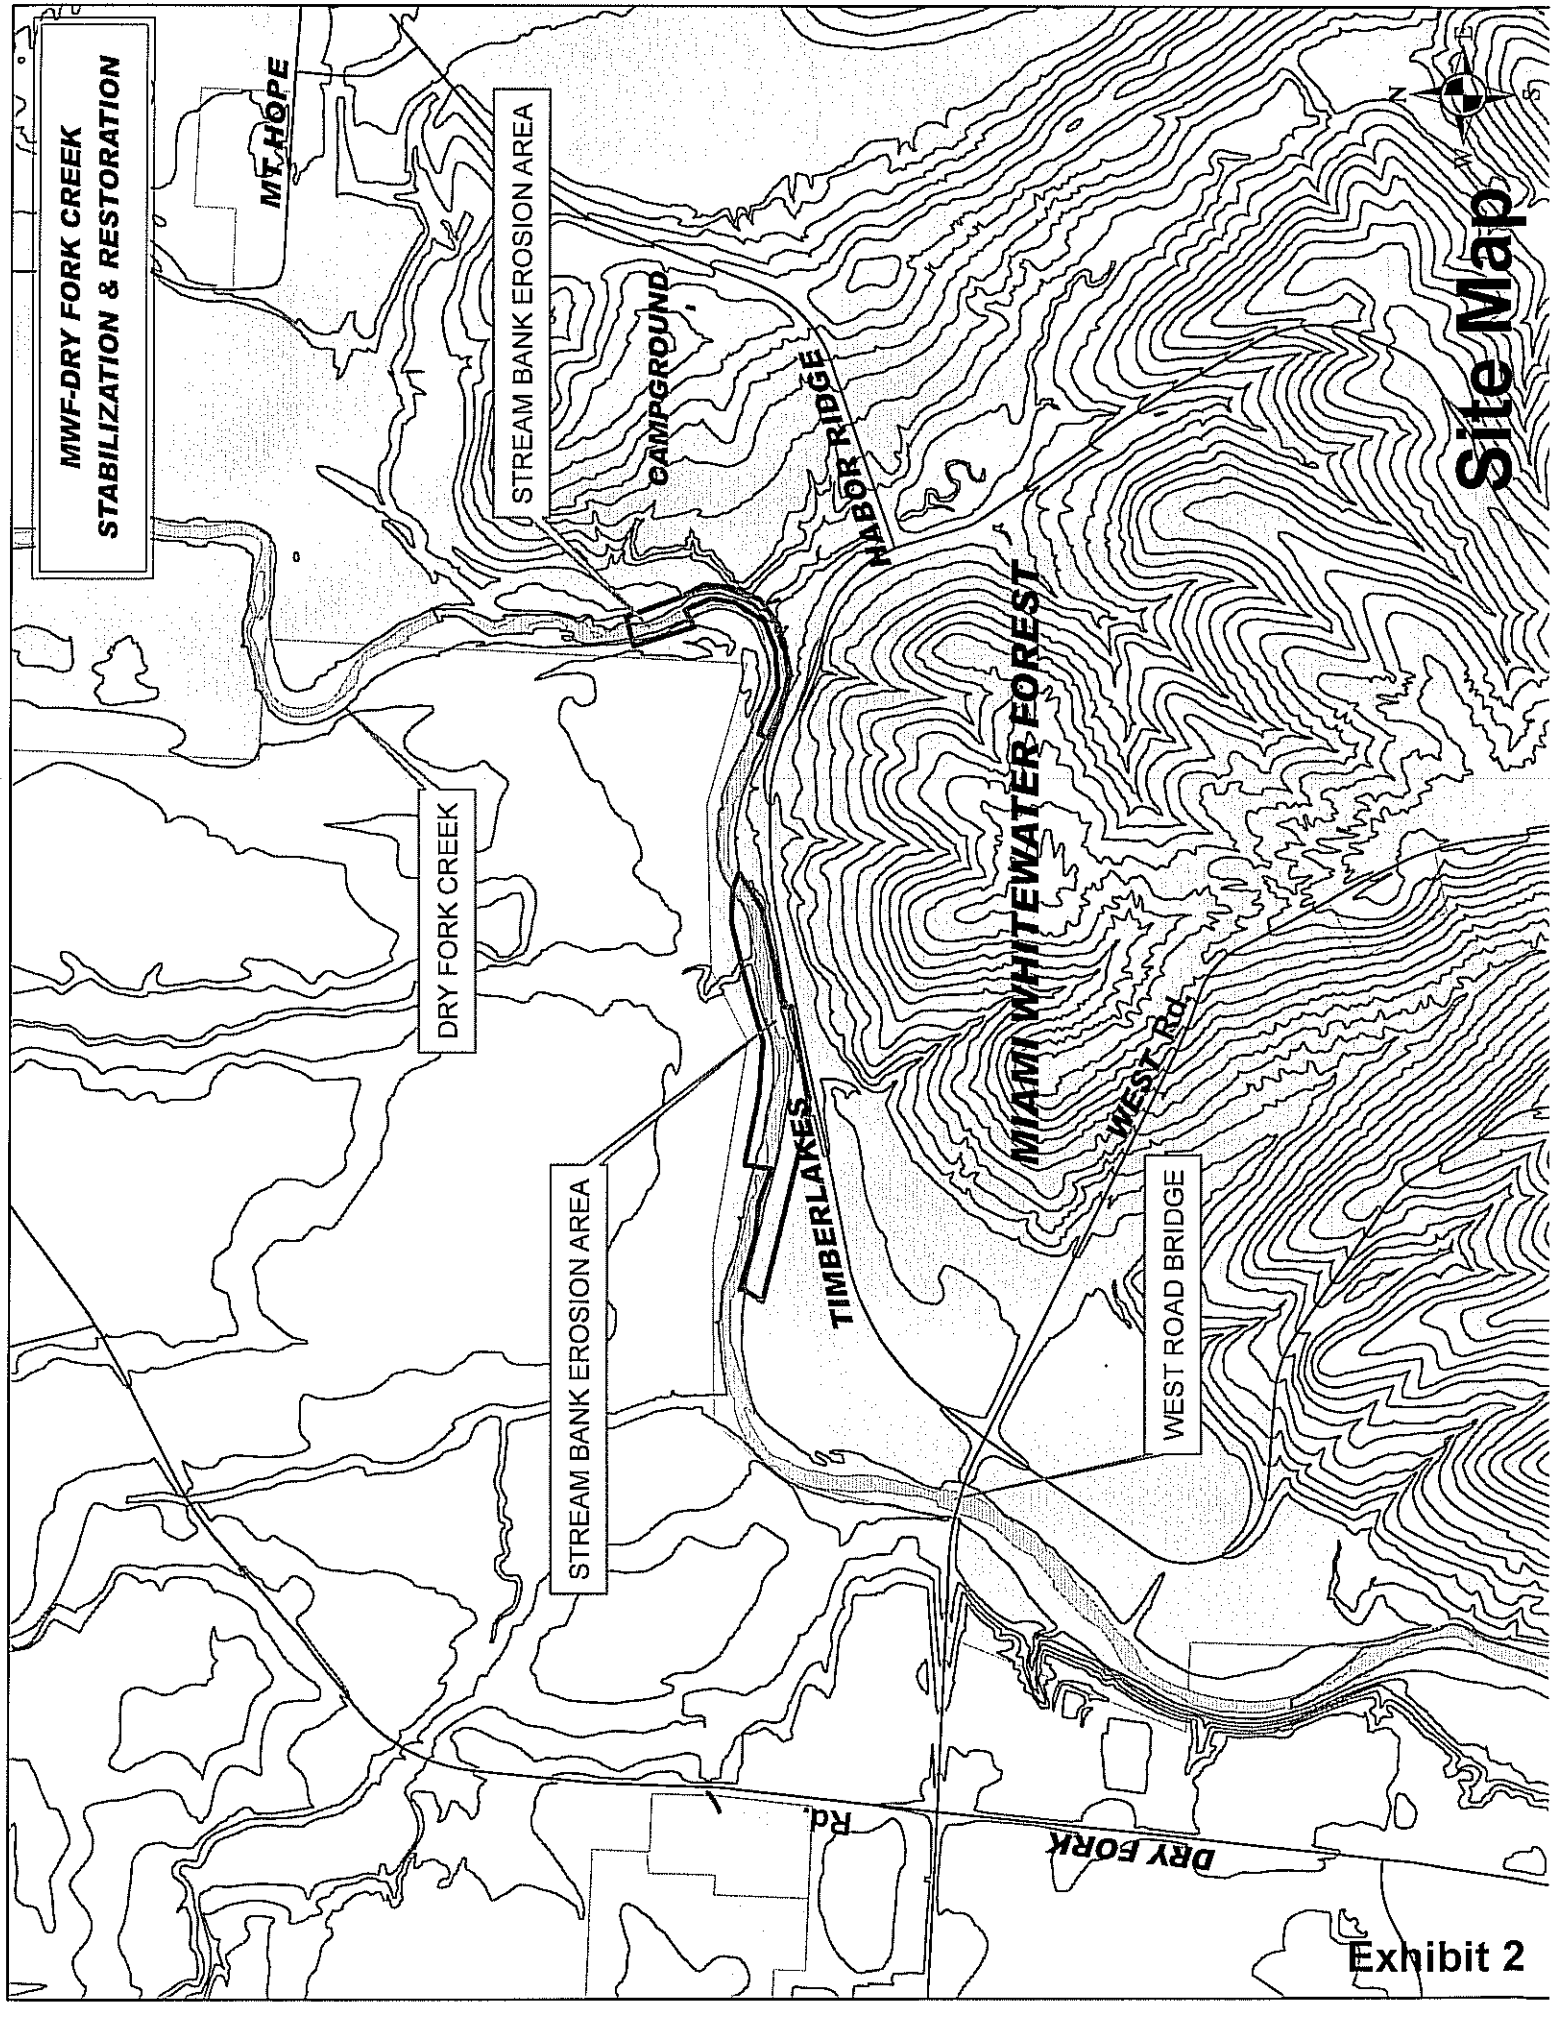 MWF-DRY FORK CREEK
STABILIZATION & RESTORATION
MT. HOPE
STREAM BANK EROSION AREA
CAMPGROUND
NABOR RIDGE
DRY FORK CREEK
MIAMI WHITEWATER FOREST
STREAM BANK EROSION AREA
TIMBERLAKES
WEST Rd.
WEST ROAD BRIDGE
DRY FORK
Rd.
Site Map
N
E
S
W
Exhibit 2